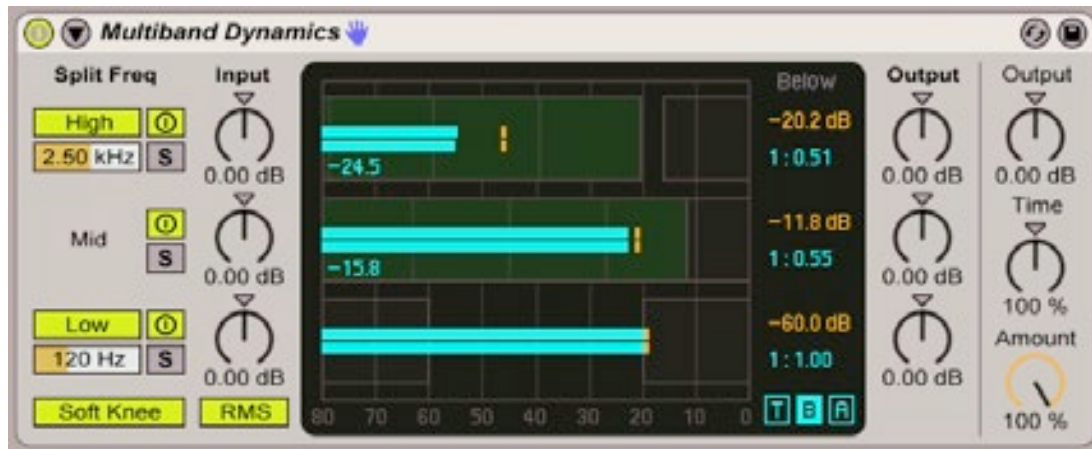 Multiband Dynamics
Split Freq Input Below Output Output
High
2.50 kHz S 0.00 dB -24.5 -20.2 dB 1:0.51 0.00 dB 0.00 dB
Time
Mid S 0.00 dB -15.8 -11.8 dB 1:0.55 0.00 dB 100 %
Amount
Low
120 Hz S 0.00 dB -60.0 dB 1:1.00 0.00 dB
Soft Knee RMS 80 70 60 50 40 30 20 10 0 T B A 100 %